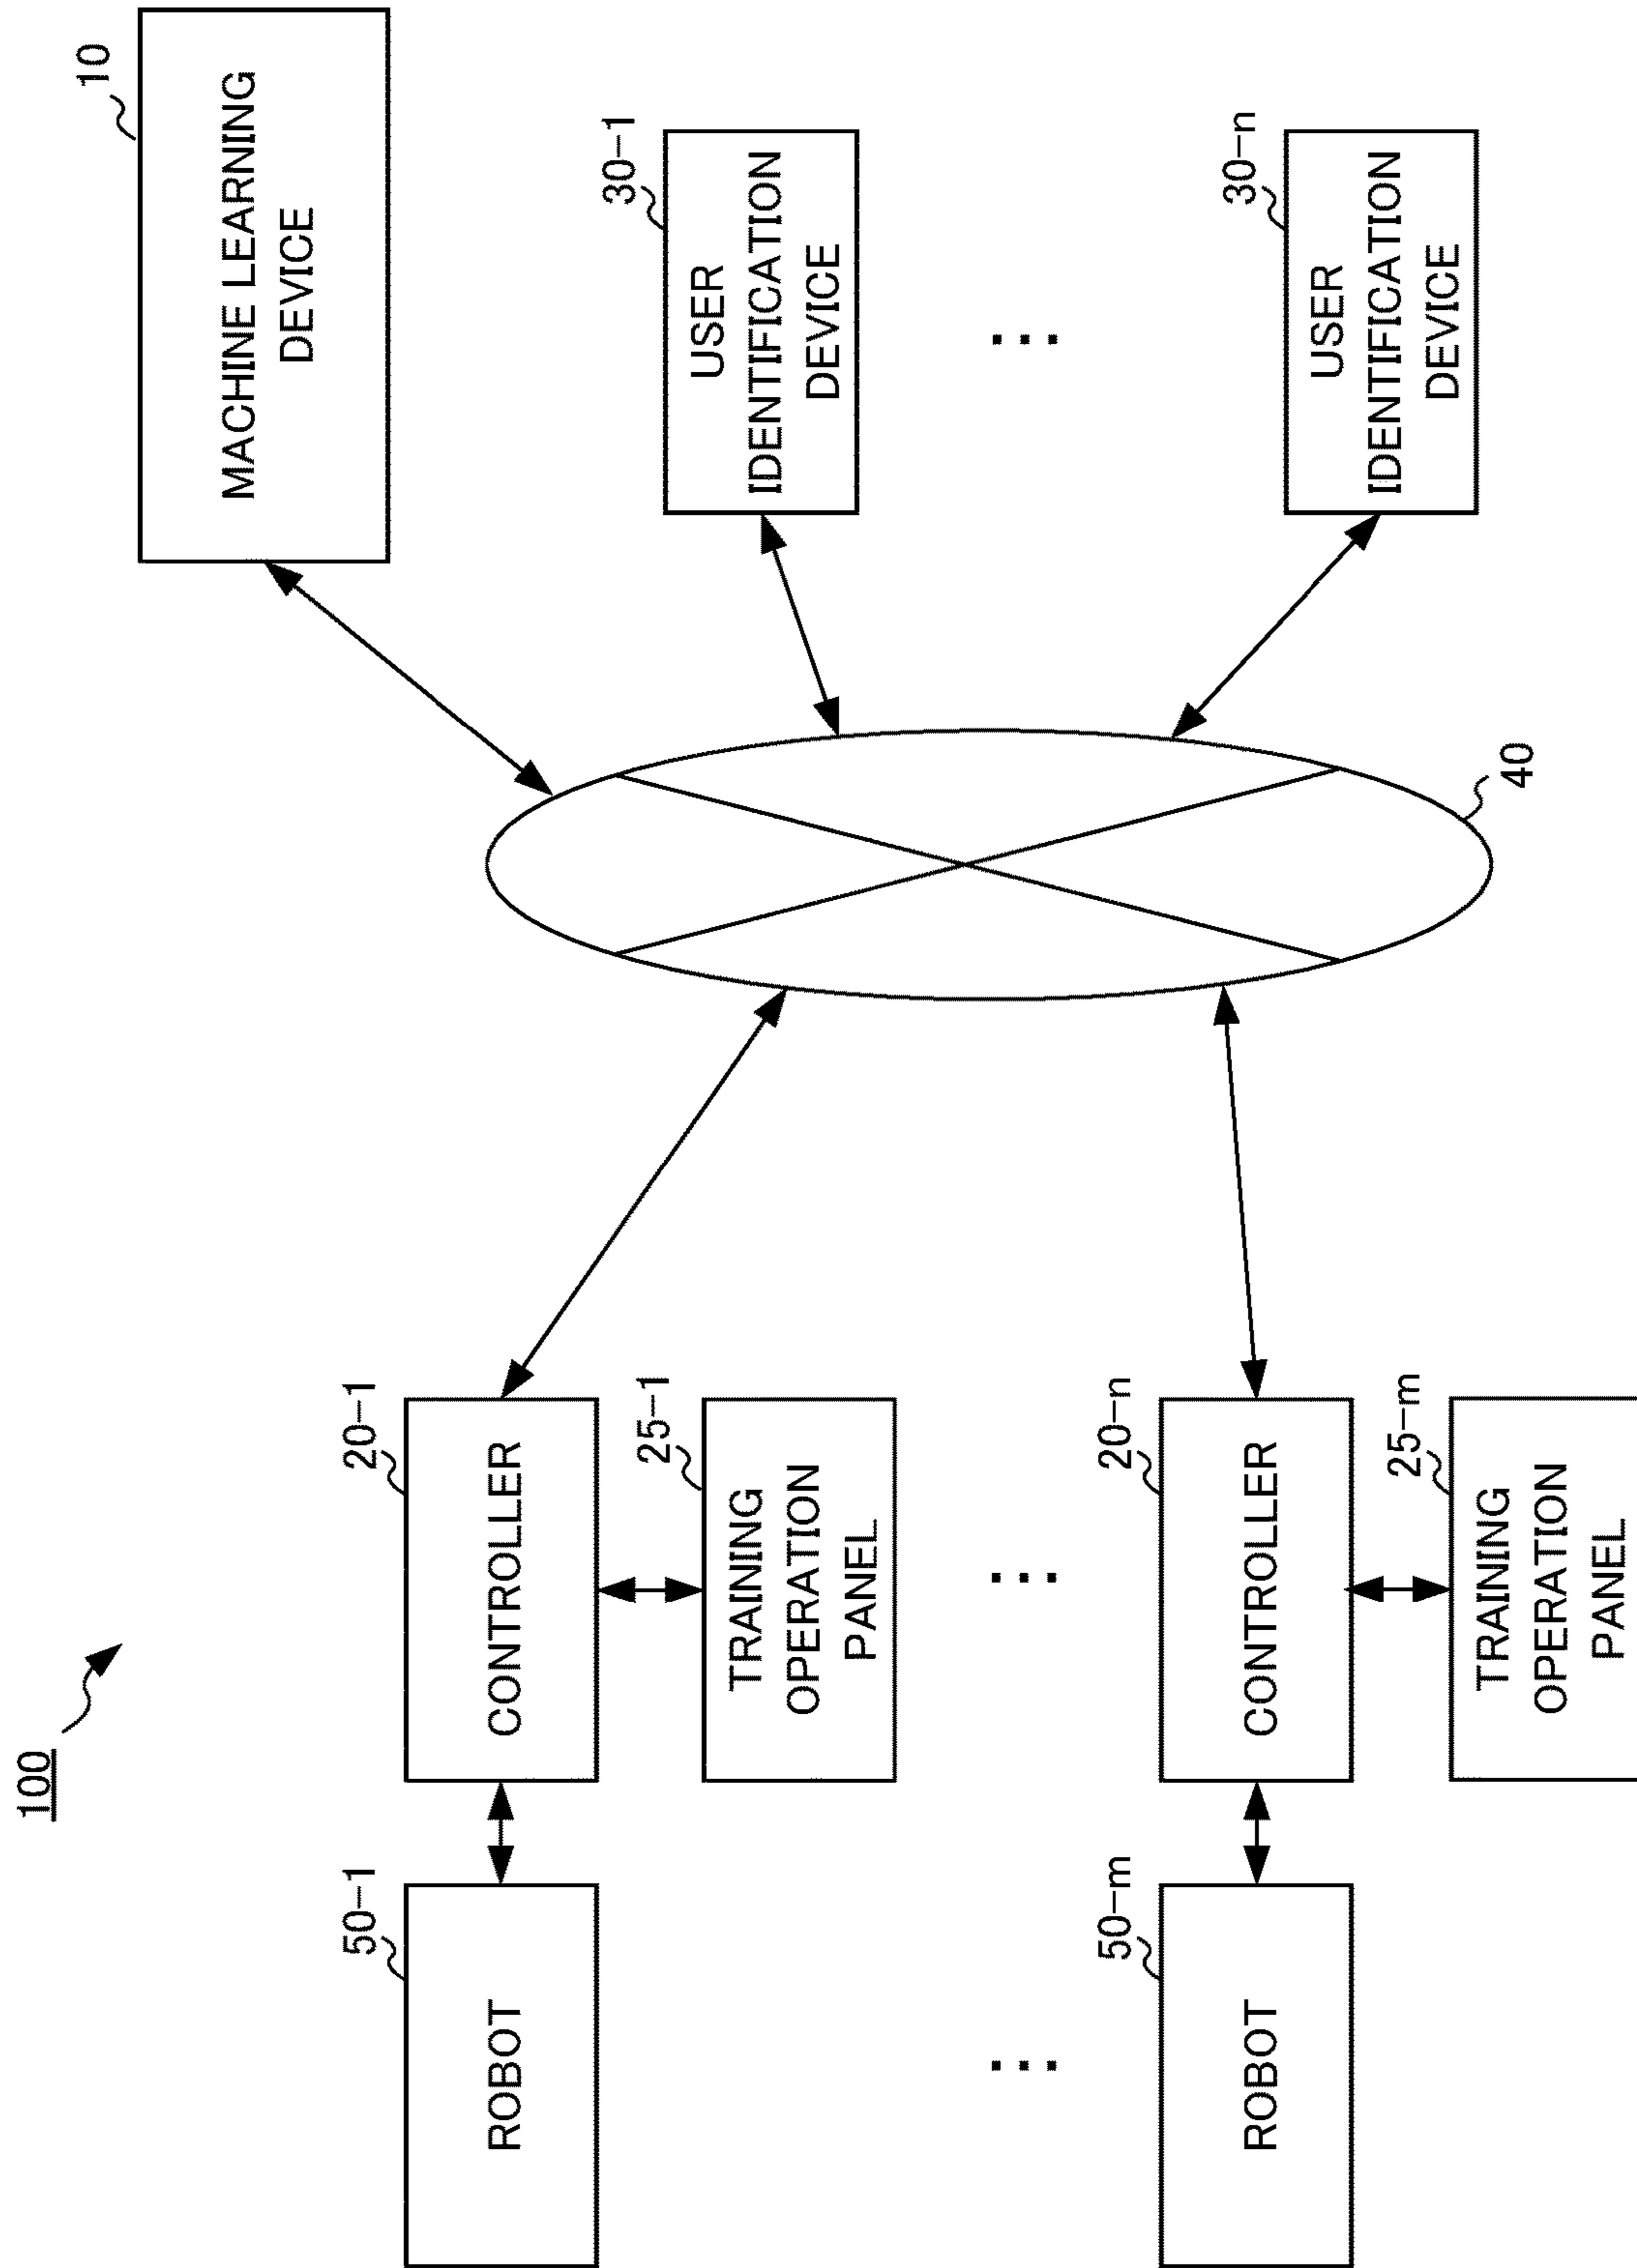 100
10
MACHINE LEARNING
DEVICE
50-1
ROBOT
20-1
CONTROLLER
25-1
TRAINING
OPERATION
PANEL
30-1
USER
IDENTIFICATION
DEVICE
...
...
...
50-m
ROBOT
20-n
CONTROLLER
25-m
TRAINING
OPERATION
PANEL
40
30-n
USER
IDENTIFICATION
DEVICE